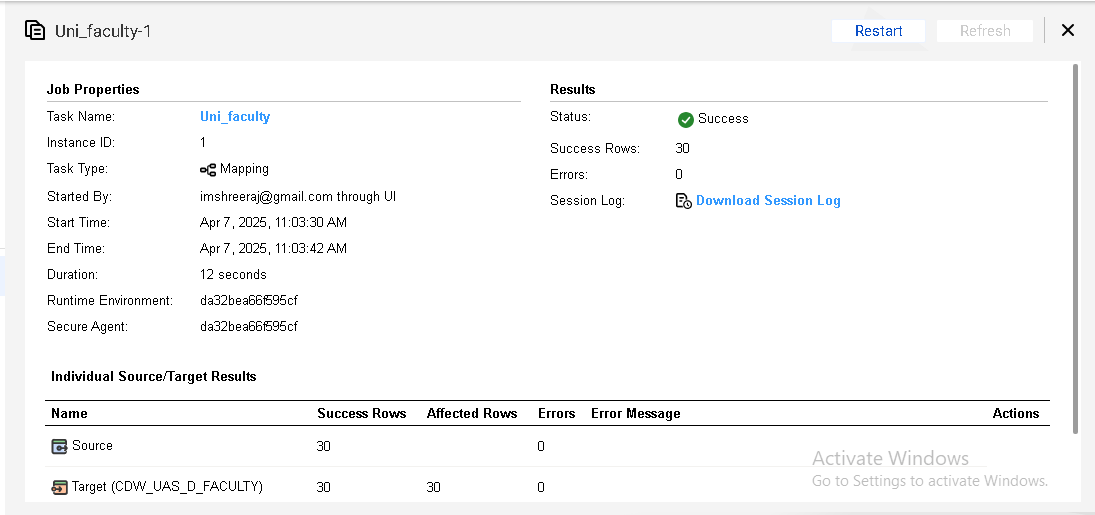 Uni_faculty-1
Restart
Refresh
Job Properties
Task Name: Uni_faculty
Instance ID: 1
Task Type: Mapping
Started By: imshreeraj@gmail.com through UI
Start Time: Apr 7, 2025, 11:03:30 AM
End Time: Apr 7, 2025, 11:03:42 AM
Duration: 12 seconds
Runtime Environment: da32bea66f595cf
Secure Agent: da32bea66f595cf
Results
Status: Success
Success Rows: 30
Errors: 0
Session Log: Download Session Log
Individual Source/Target Results
Name Success Rows Affected Rows Errors Error Message Actions
Source 30 0
Target (CDW_UAS_D_FACULTY) 30 30 0
Activate Windows
Go to Settings to activate Windows.